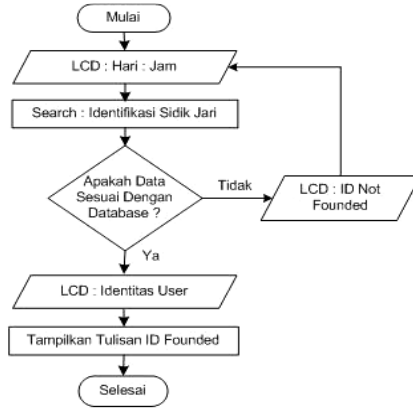 Mulai
LCD : Hari : Jam
Search : Identifikasi Sidik Jari
Apakah Data
Sesuai Dengan
Database ?
Tidak
LCD : ID Not
Founded
Ya
LCD : Identitas User
Tampilkan Tulisan ID Founded
Selesai